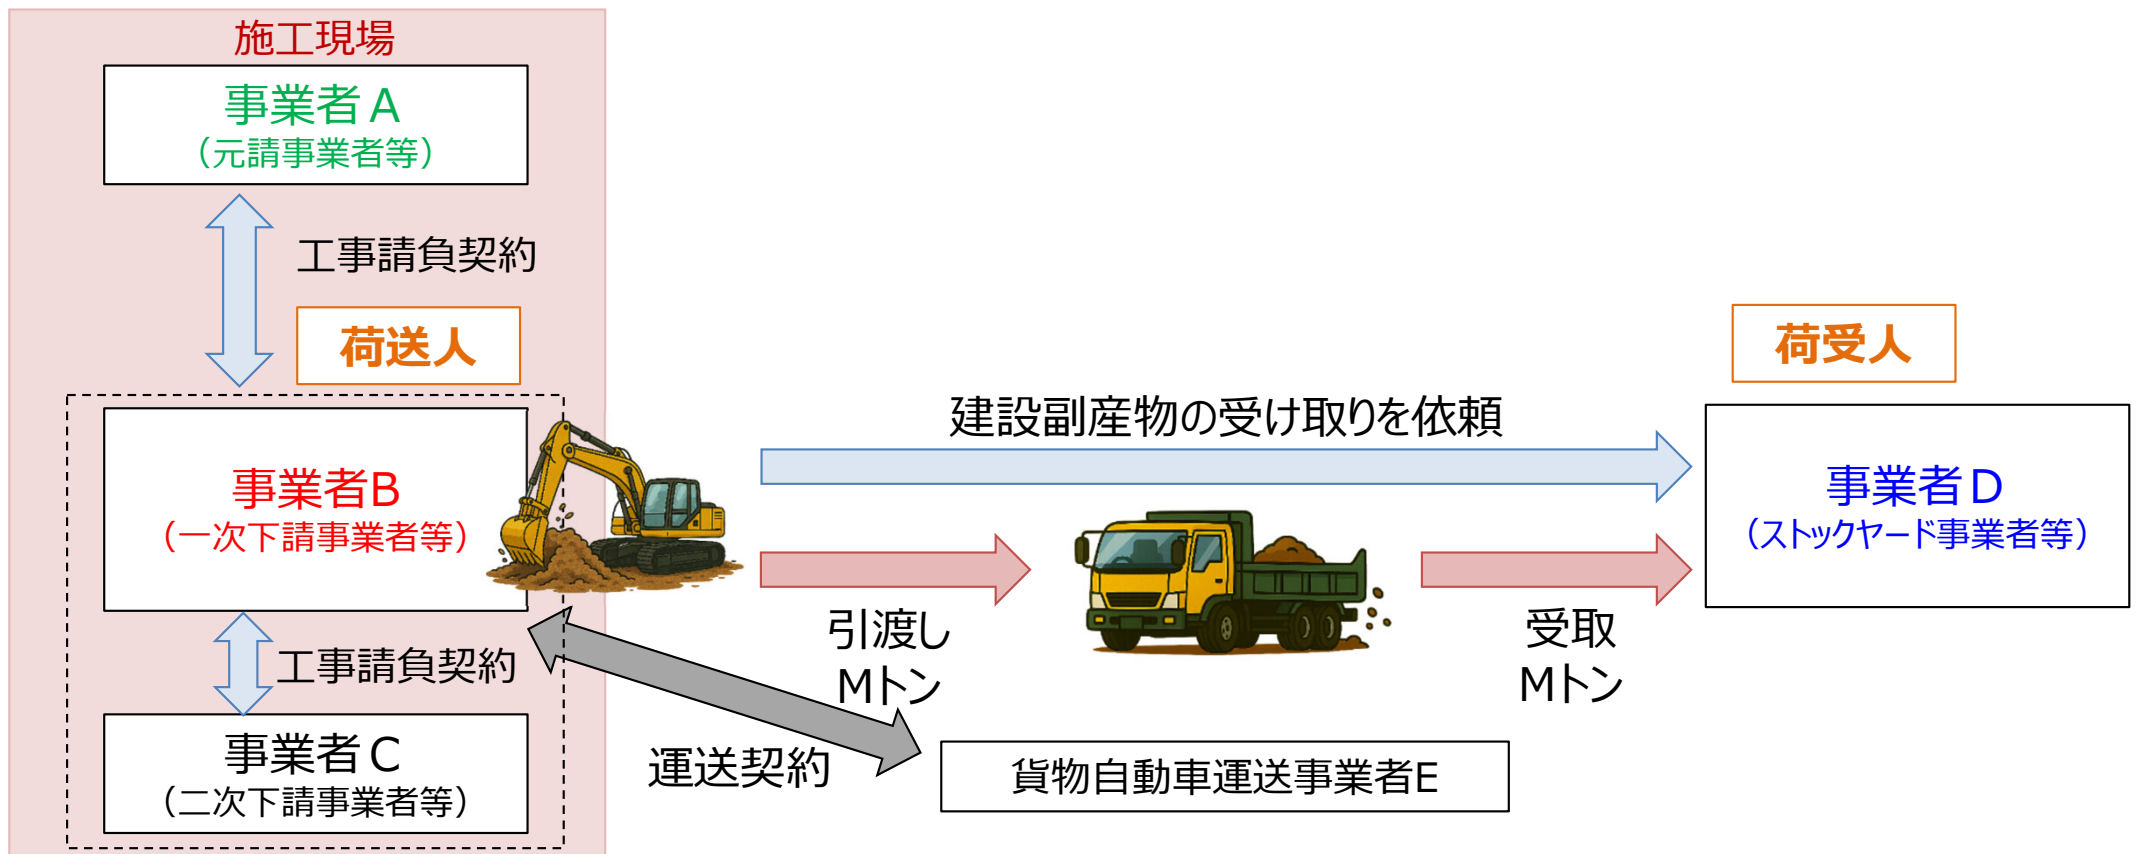 施工現場
事業者A
（元請事業者等）
工事請負契約
荷送人
荷受人
建設副産物の受け取りを依頼
事業者B
（一次下請事業者等）
事業者D
（ストックヤード事業者等）
引渡し
Mトン
受取
Mトン
工事請負契約
運送契約
事業者C
（二次下請事業者等）
貨物自動車運送事業者E